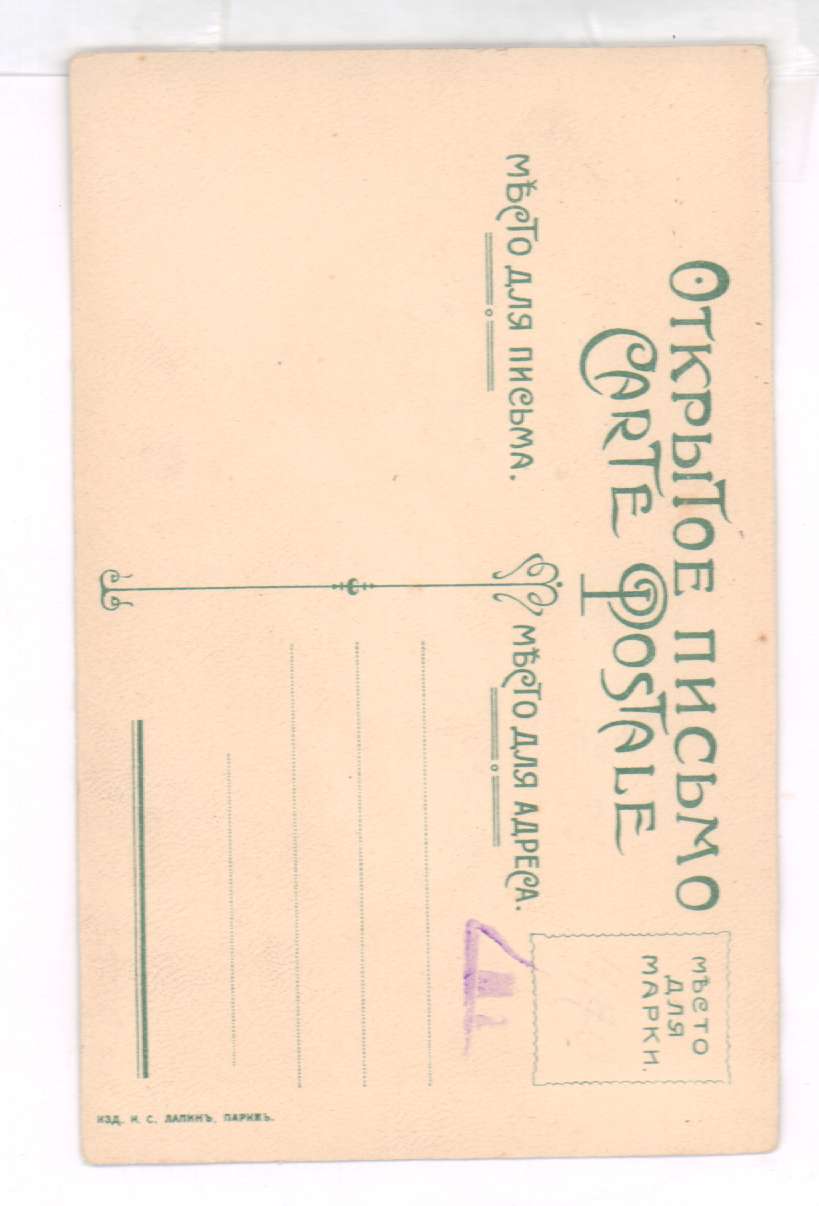 Открытое письмо
Carte Postale
Мѣсто для письма.
Мѣсто для адреса.
Мѣсто
для
марки.
Изд. И. С. Лапинъ, Парижъ.